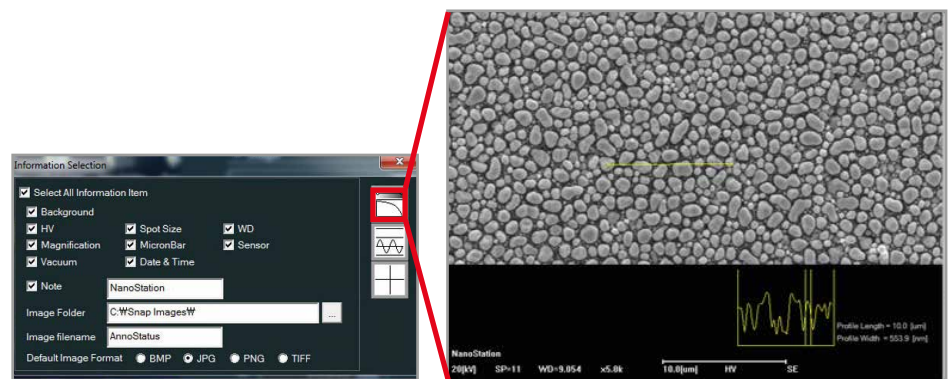 Information Selection
Select All Information Item
Background
HV Spot Size WD
Magnification MicronBar Sensor
Vacuum Date & Time
Note NanoStation
Image Folder C:₩Snap Images₩ ...
Image filename AnnoStatus
Default Image Format BMP JPG PNG TIFF
Profile Length = 10.0 [um]
Profile Width = 553.9 [nm]
NanoStation
20[kV] SP=11 WD=9.054 x5.0k 10.0[um] HV SE